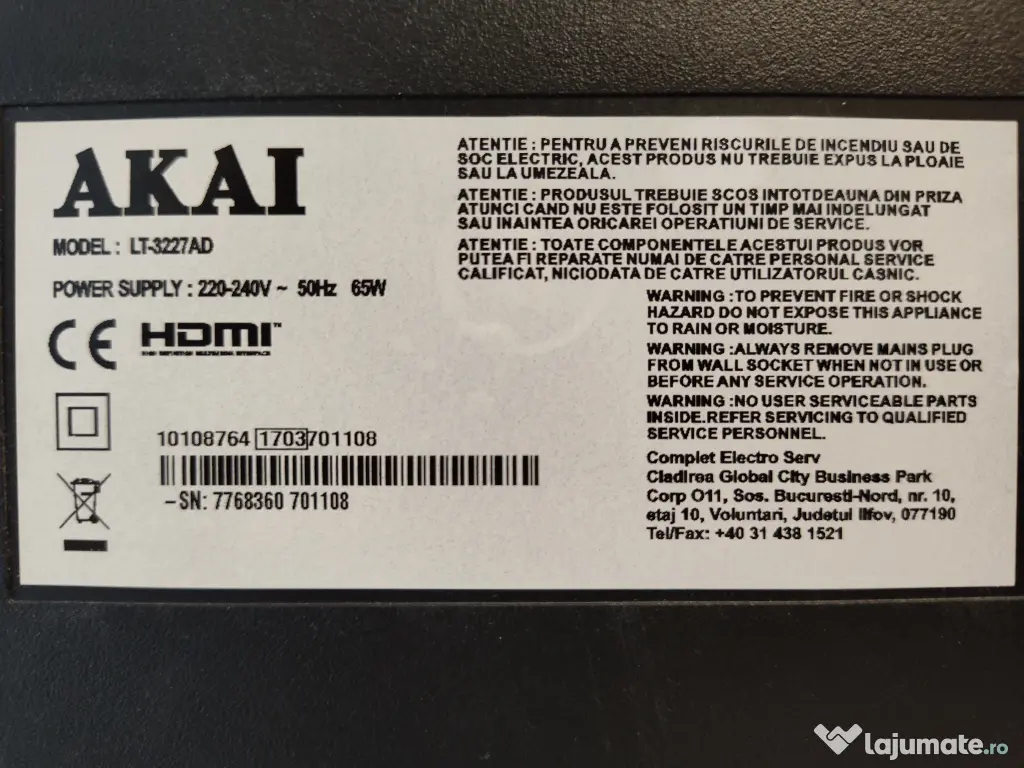 AKAI
MODEL : LT-3227AD
POWER SUPPLY : 220-240V ~ 50Hz 65W
CE HDMI™
HIGH DEFINITION MULTIMEDIA INTERFACE
10108764 1703701108
-SN: 7768360 701108
ATENTIE : PENTRU A PREVENI RISCURILE DE INCENDIU SAU DE
SOC ELECTRIC, ACEST PRODUS NU TREBUIE EXPUS LA PLOAIE
SAU LA UMEZEALA.
ATENTIE : PRODUSUL TREBUIE SCOS INTOTDEAUNA DIN PRIZA
ATUNCI CAND NU ESTE FOLOSIT UN TIMP MAI INDELUNGAT
SAU INAINTEA ORICAREI OPERATIUNI DE SERVICE.
ATENTIE : TOATE COMPONENTELE ACESTUI PRODUS VOR
PUTEA FI REPARATE NUMAI DE CATRE PERSONAL SERVICE
CALIFICAT, NICIODATA DE CATRE UTILIZATORUL CASNIC.
WARNING :TO PREVENT FIRE OR SHOCK
HAZARD DO NOT EXPOSE THIS APPLIANCE
TO RAIN OR MOISTURE.
WARNING :ALWAYS REMOVE MAINS PLUG
FROM WALL SOCKET WHEN NOT IN USE OR
BEFORE ANY SERVICE OPERATION.
WARNING :NO USER SERVICEABLE PARTS
INSIDE.REFER SERVICING TO QUALIFIED
SERVICE PERSONNEL.
Complet Electro Serv
Cladirea Global City Business Park
Corp O11, Sos. Bucuresti-Nord, nr. 10,
etaj 10, Voluntari, Judetul Ilfov, 077190
Tel/Fax: +40 31 438 1521
lajumate.ro